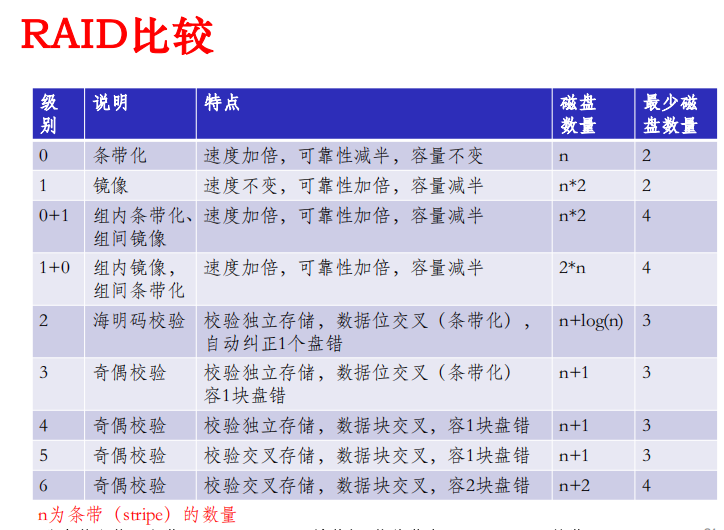 RAID比较
级别 说明 特点 磁盘数量 最少磁盘数量
0 条带化 速度加倍，可靠性减半，容量不变 n 2
1 镜像 速度不变，可靠性加倍，容量减半 n*2 2
0+1 组内条带化、组间镜像 速度加倍，可靠性加倍，容量减半 n*2 4
1+0 组内镜像，组间条带化 速度加倍，可靠性加倍，容量减半 2*n 4
2 海明码校验 校验独立存储，数据位交叉（条带化），自动纠正1个盘错 n+log(n) 3
3 奇偶校验 校验独立存储，数据位交叉（条带化）容1块盘错 n+1 3
4 奇偶校验 校验独立存储，数据块交叉，容1块盘错 n+1 3
5 奇偶校验 校验交叉存储，数据块交叉，容1块盘错 n+1 3
6 奇偶校验 校验交叉存储，数据块交叉，容2块盘错 n+2 4
n为条带（stripe）的数量